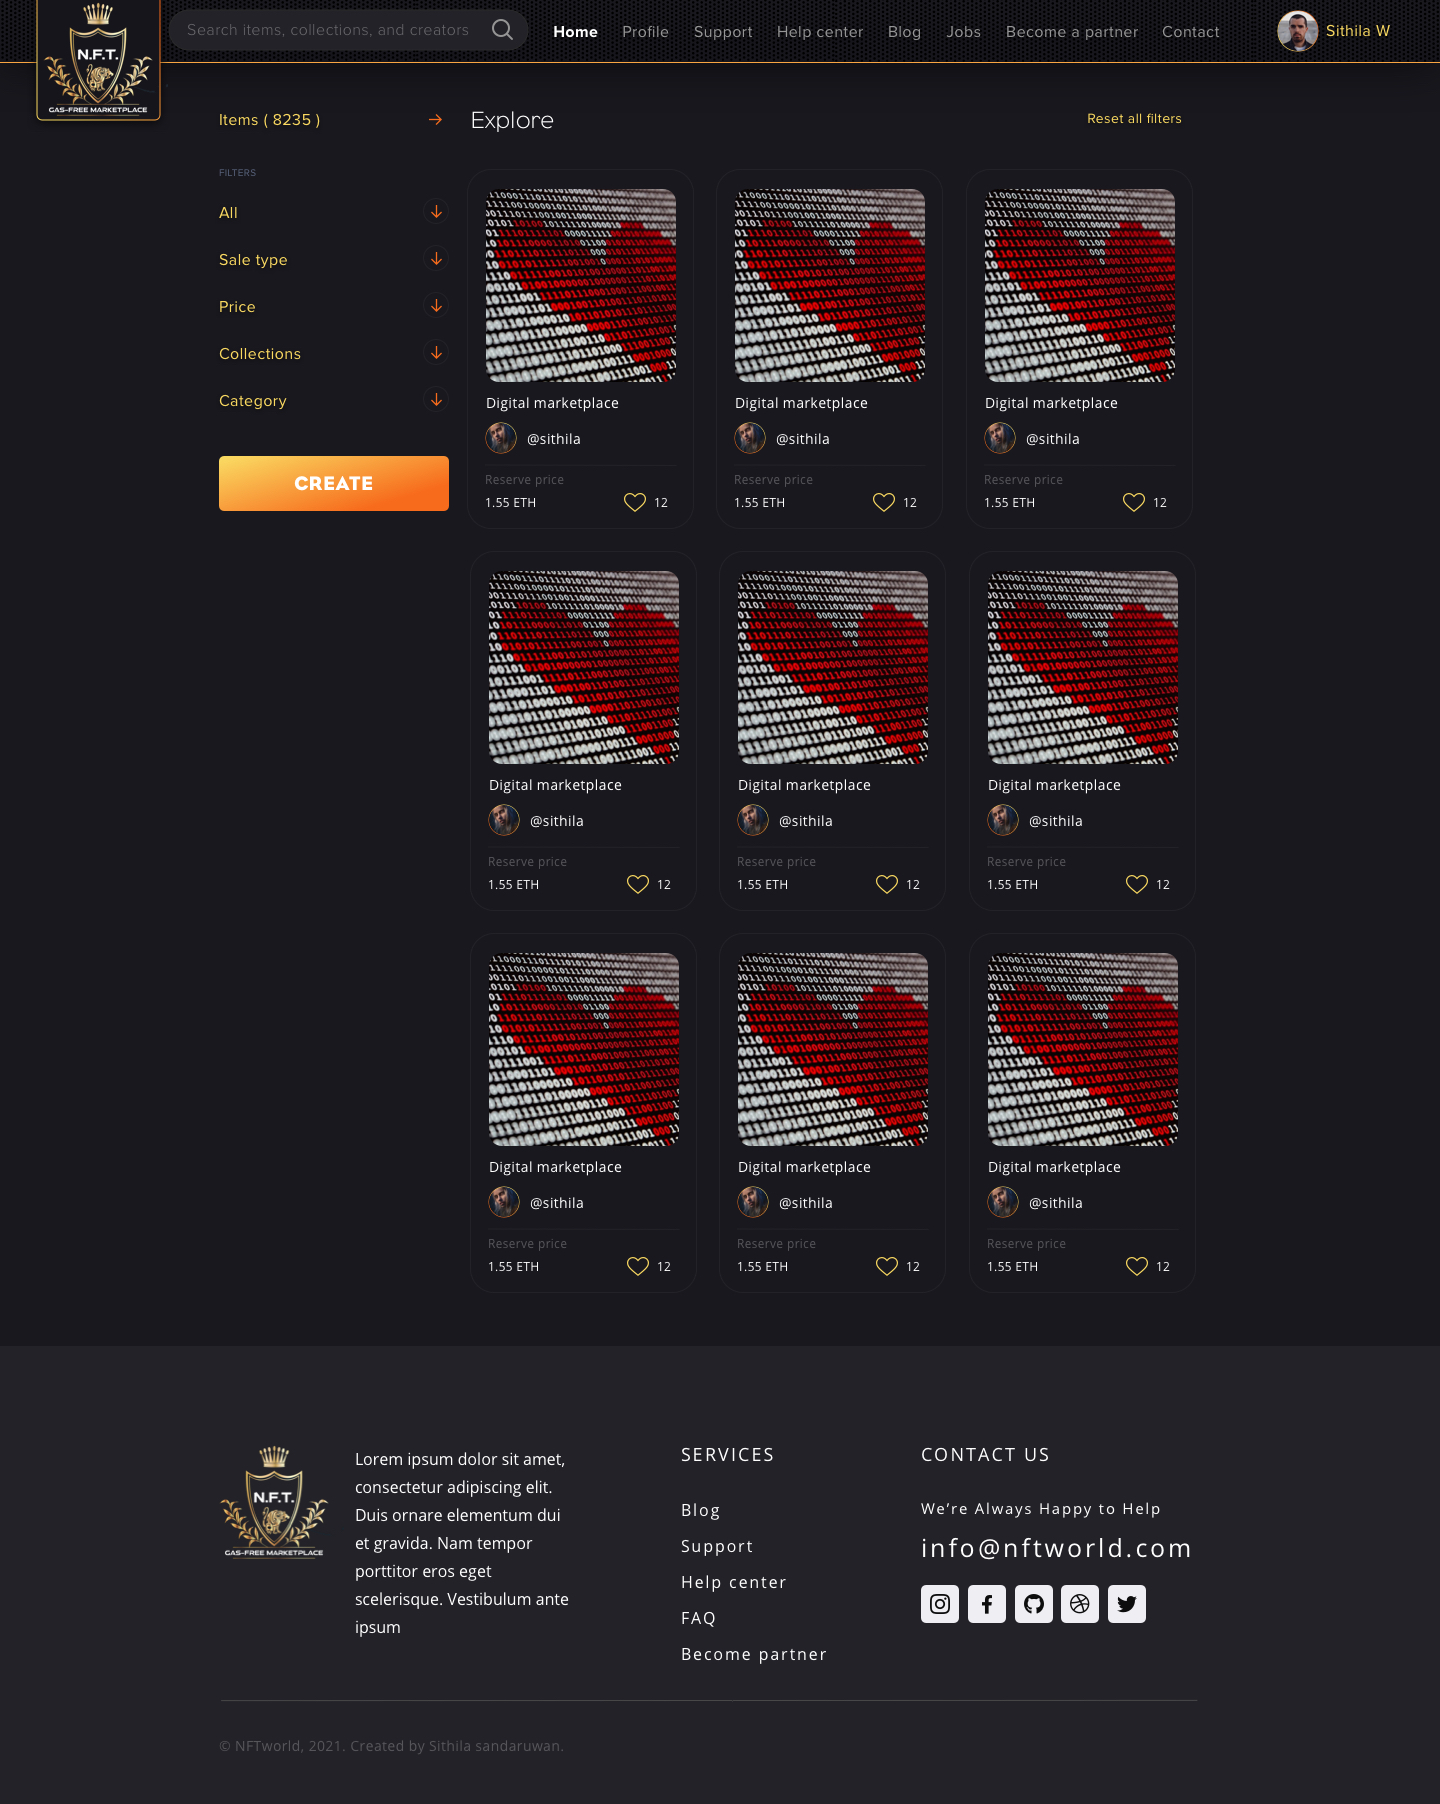 Search items, collections, and creators
Home Profile Support Help center Blog Jobs Become a partner Contact
Sithila W
N.F.T.
GAS-FREE MARKETPLACE
Items ( 8235 )
FILTERS
All
Sale type
Price
Collections
Category
CREATE
Explore
Reset all filters
Digital marketplace
@sithila
Reserve price
1.55 ETH 12
Digital marketplace
@sithila
Reserve price
1.55 ETH 12
Digital marketplace
@sithila
Reserve price
1.55 ETH 12
Digital marketplace
@sithila
Reserve price
1.55 ETH 12
Digital marketplace
@sithila
Reserve price
1.55 ETH 12
Digital marketplace
@sithila
Reserve price
1.55 ETH 12
Digital marketplace
@sithila
Reserve price
1.55 ETH 12
Digital marketplace
@sithila
Reserve price
1.55 ETH 12
Digital marketplace
@sithila
Reserve price
1.55 ETH 12
N.F.T.
GAS-FREE MARKETPLACE
Lorem ipsum dolor sit amet,
consectetur adipiscing elit.
Duis ornare elementum dui
et gravida. Nam tempor
porttitor eros eget
scelerisque. Vestibulum ante
ipsum
SERVICES
Blog
Support
Help center
FAQ
Become partner
CONTACT US
We're Always Happy to Help
info@nftworld.com
© NFTworld, 2021. Created by Sithila sandaruwan.